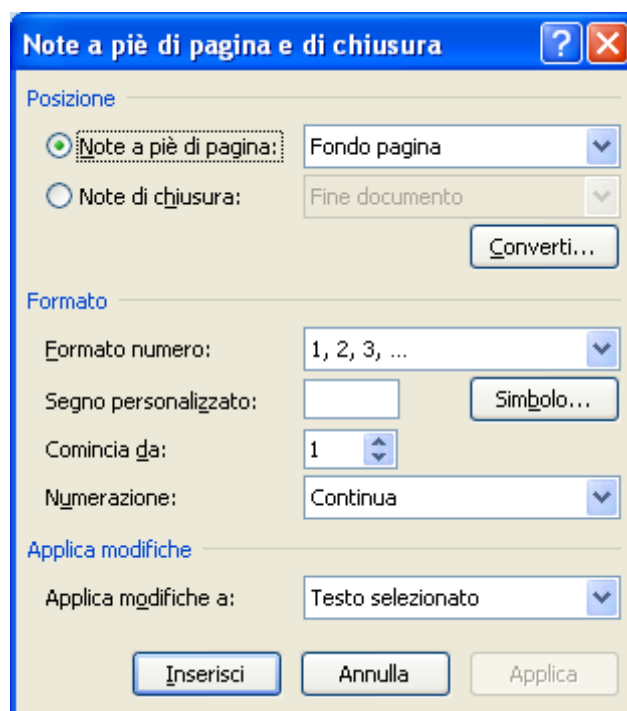 Note a piè di pagina e di chiusura
Posizione
Note a piè di pagina: Fondo pagina
Note di chiusura: Fine documento
Converti...
Formato
Formato numero: 1, 2, 3, ...
Segno personalizzato: Simbolo...
Comincia da: 1
Numerazione: Continua
Applica modifiche
Applica modifiche a: Testo selezionato
Inserisci Annulla Applica